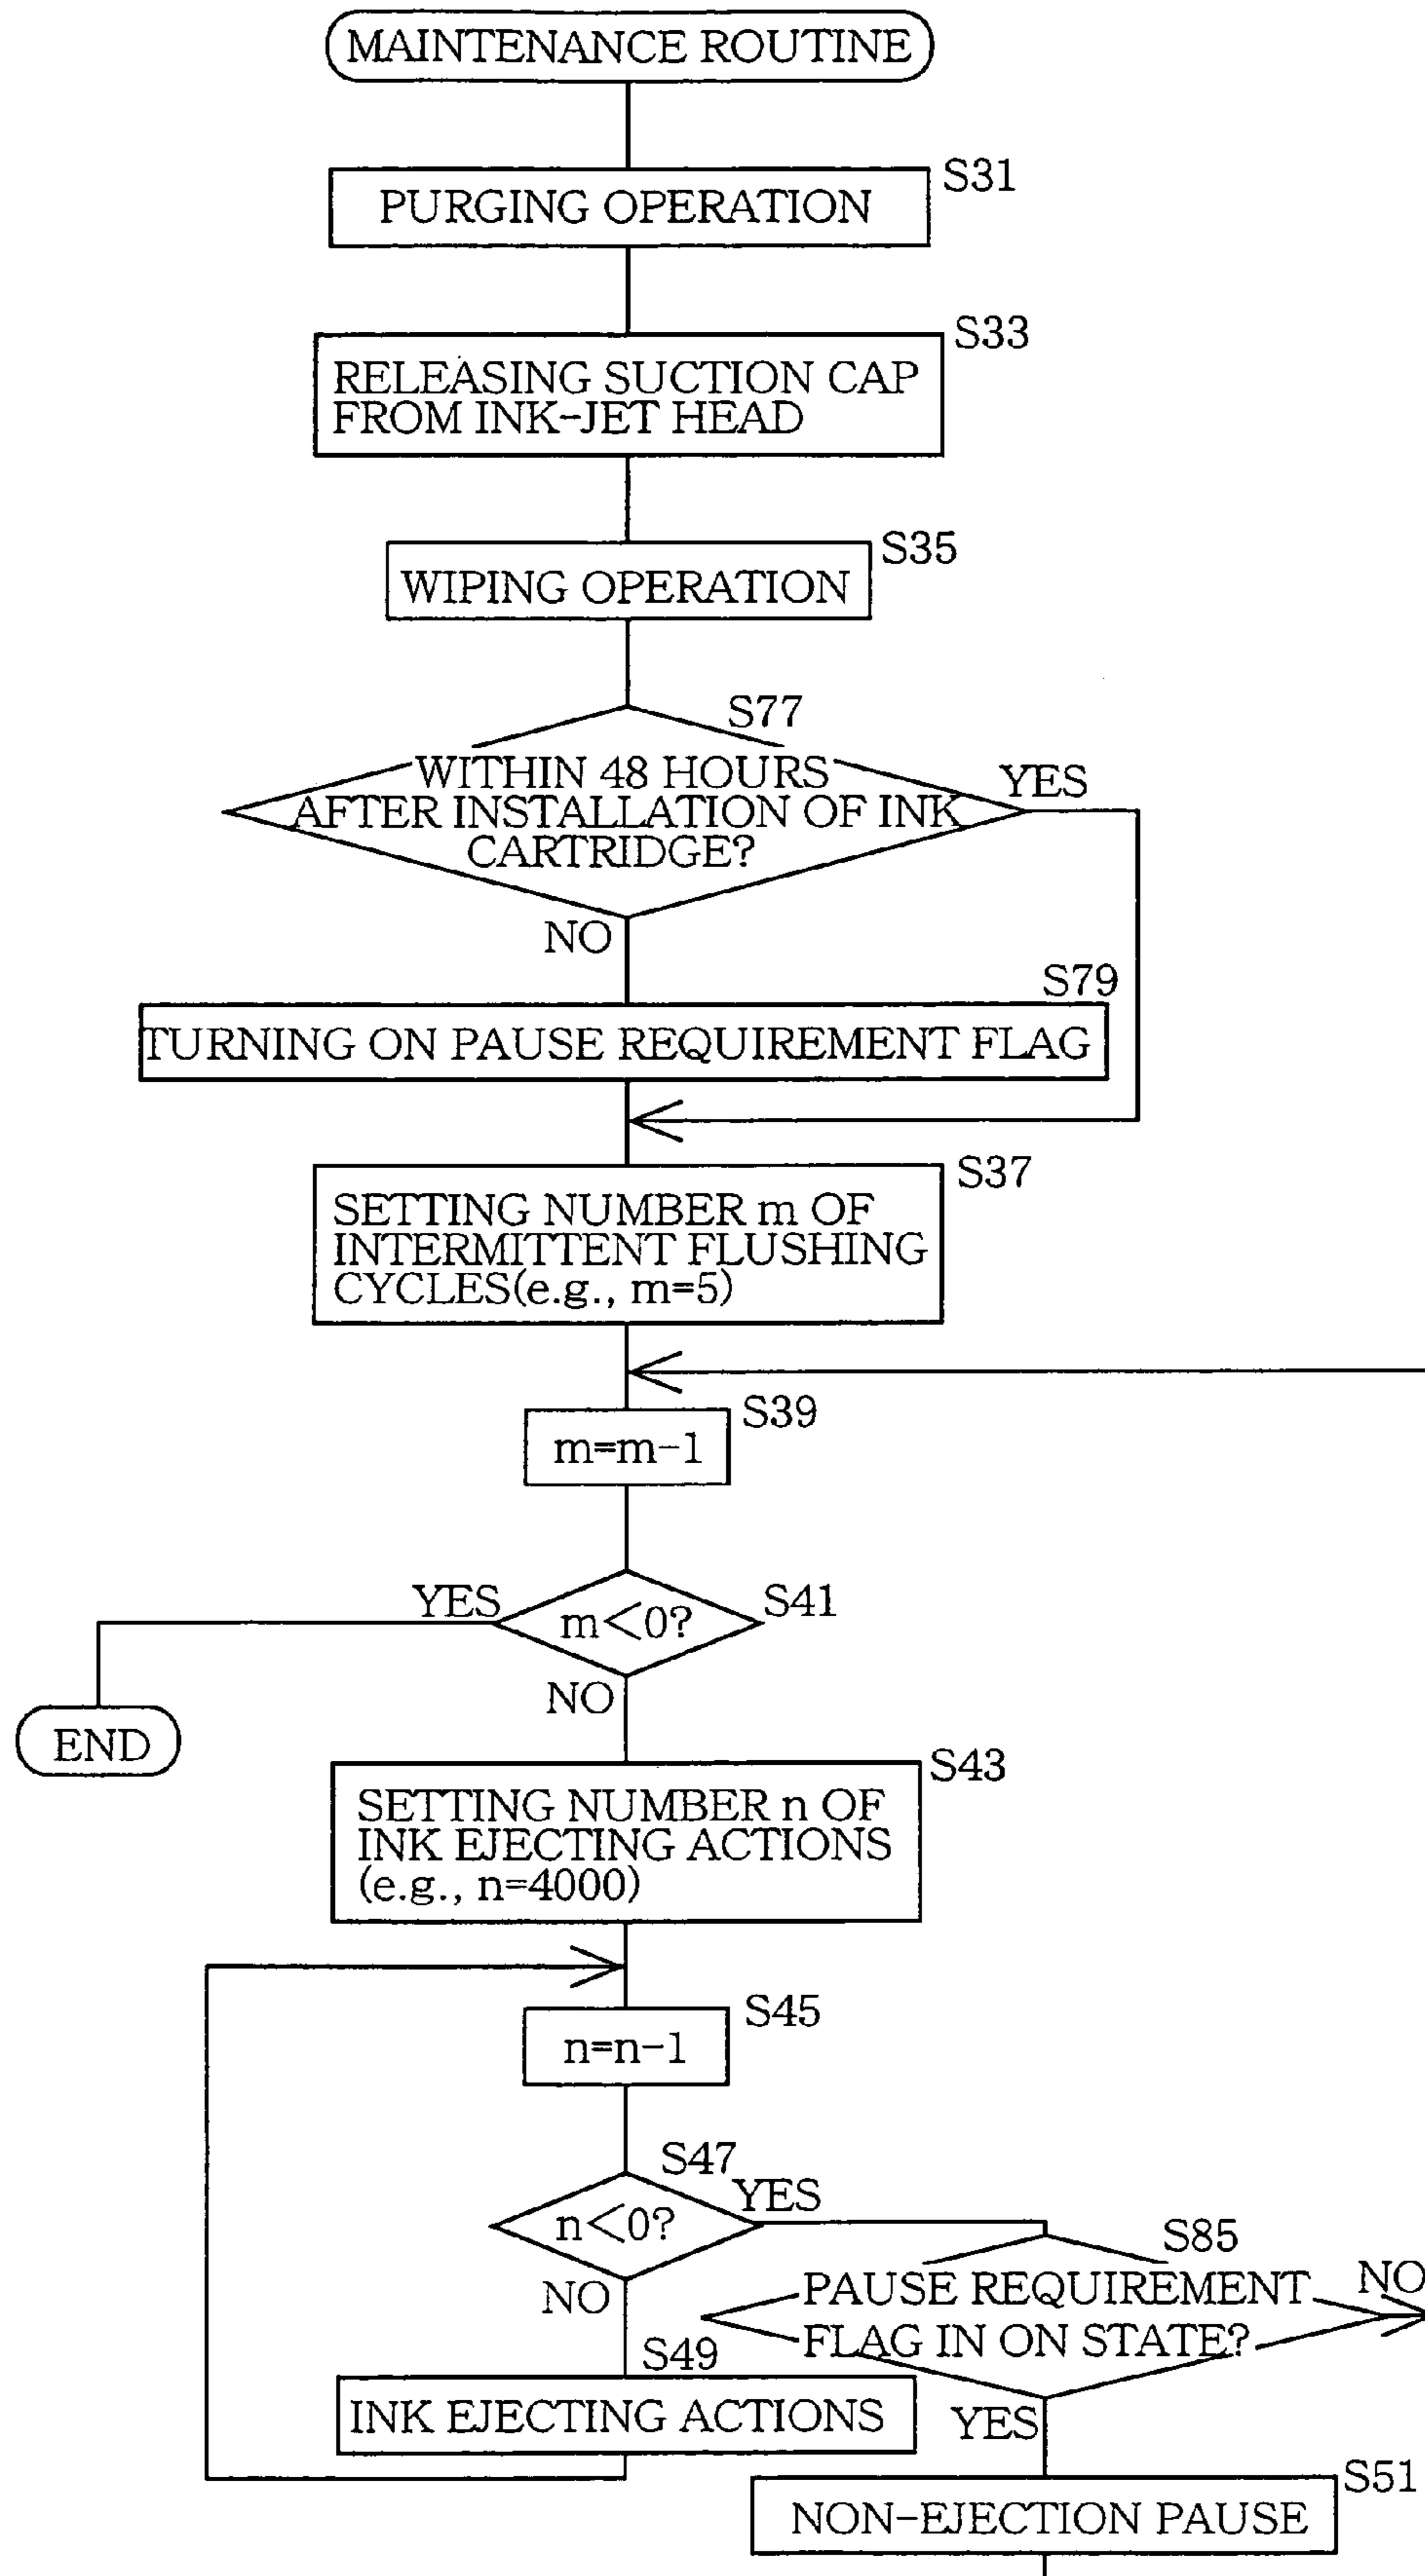 MAINTENANCE ROUTINE
S31
PURGING OPERATION
S33
RELEASING SUCTION CAP
FROM INK-JET HEAD
S35
WIPING OPERATION
S77
WITHIN 48 HOURS
AFTER INSTALLATION OF INK
CARTRIDGE?
YES
NO
S79
TURNING ON PAUSE REQUIREMENT FLAG
S37
SETTING NUMBER m OF
INTERMITTENT FLUSHING
CYCLES(e.g., m=5)
S39
m=m-1
YES
S41
m<0?
NO
END
S43
SETTING NUMBER n OF
INK EJECTING ACTIONS
(e.g., n=4000)
S45
n=n-1
S47
YES
n<0?
NO
S85
PAUSE REQUIREMENT
FLAG IN ON STATE?
NO
S49
INK EJECTING ACTIONS
YES
S51
NON-EJECTION PAUSE